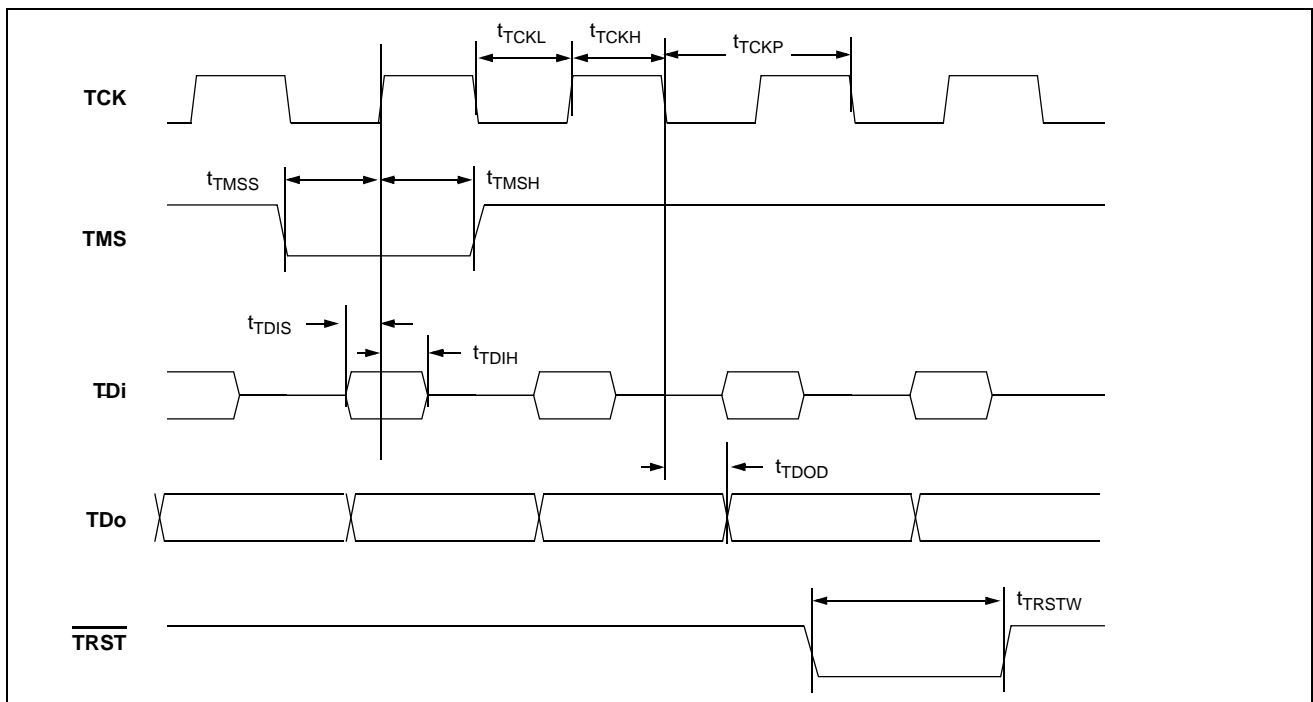 tTCKL tTCKH tTCKP
TCK
tTMSS tTMSH
TMS
tTDIS
tTDIH
TDi
tTDOD
TDo
tTRSTW
TRST